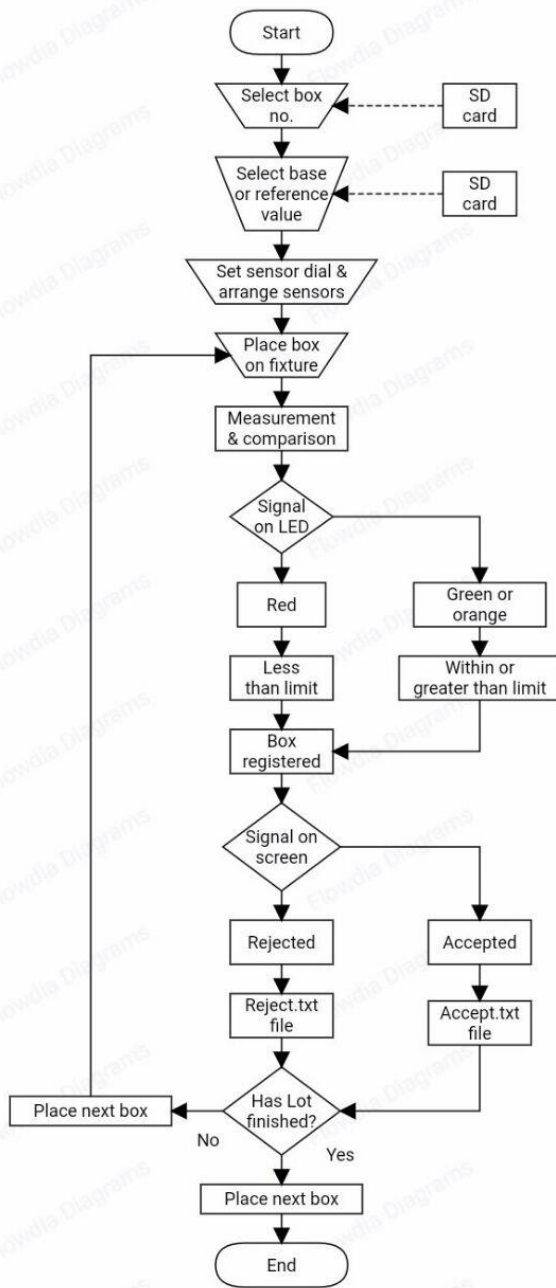 Start
Select box
no.
SD
card
Select base
or reference
value
SD
card
Set sensor dial &
arrange sensors
Place box
on fixture
Measurement
& comparison
Signal
on LED
Red
Green or
orange
Less
than limit
Within or
greater than limit
Box
registered
Signal on
screen
Rejected
Accepted
Reject.txt
file
Accept.txt
file
Has Lot
finished?
Place next box
No
Yes
Place next box
End
Flowdia Diagrams